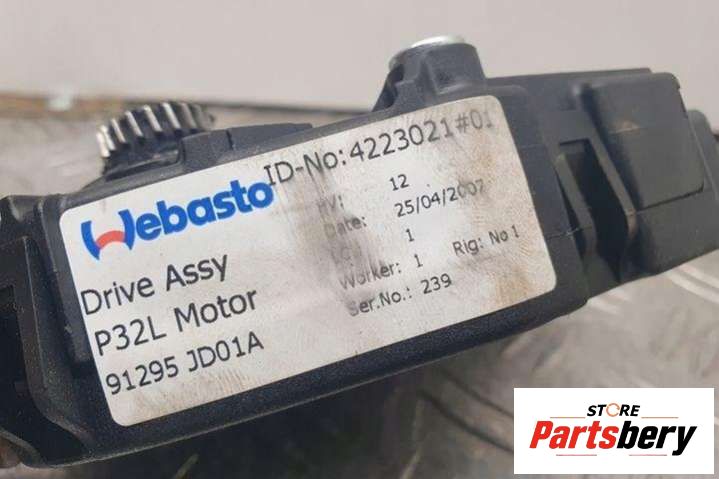 Webasto
Drive Assy
P32L Motor
91295 JD01A
ID-No: 4223021#01
12
Date: 25/04/2007
1
Worker: 1 Rig: No 1
Ser.No.: 239
STORE
Partsbery